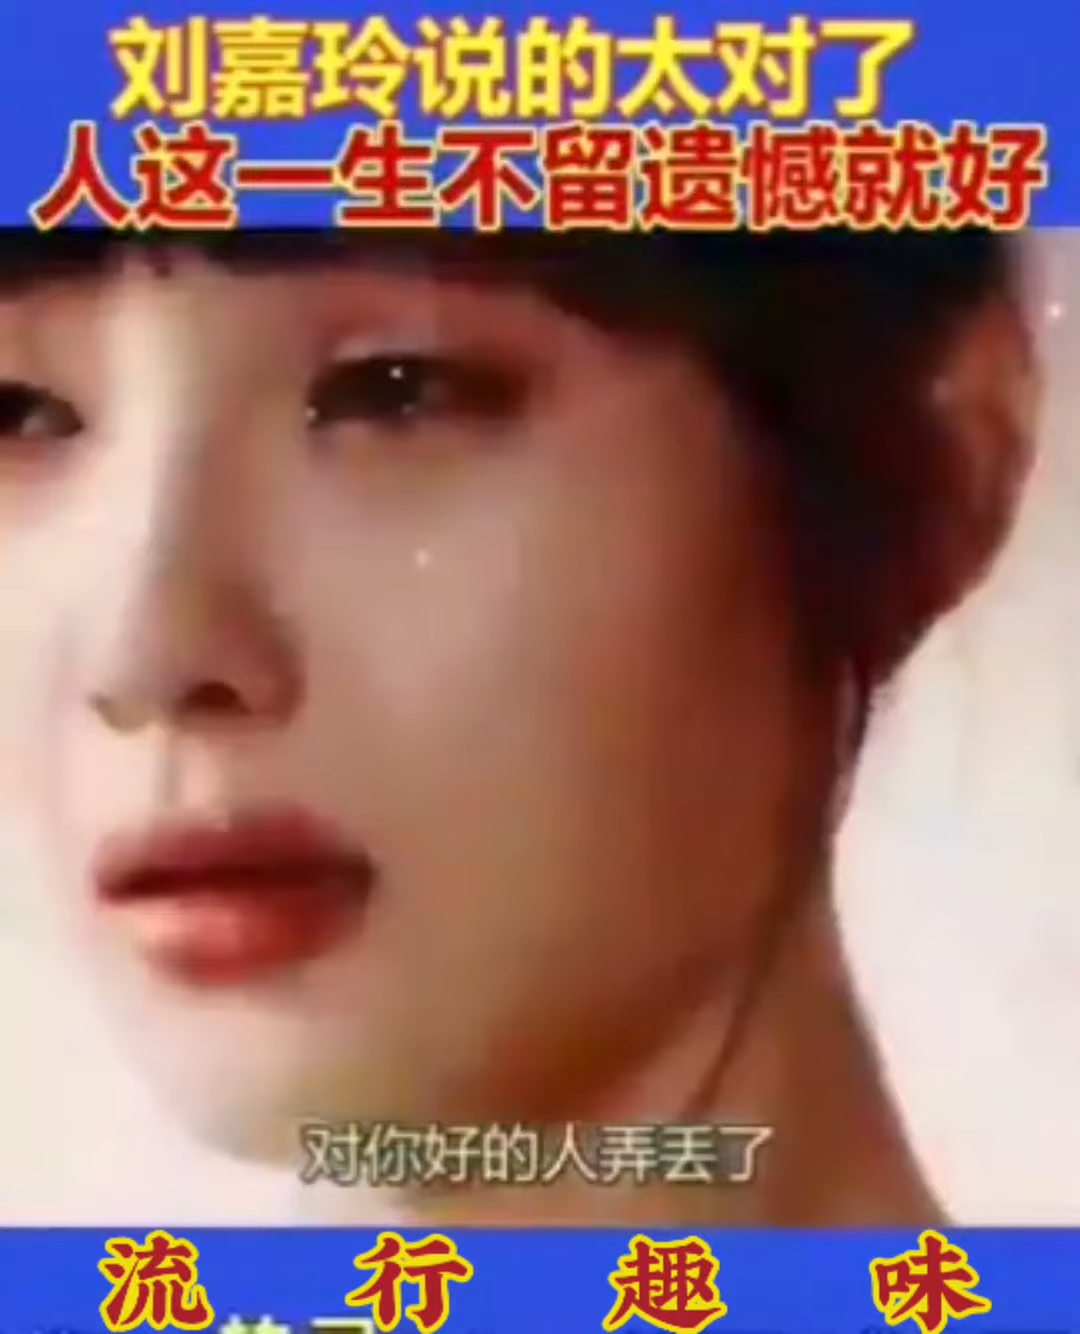 刘嘉玲说的太对了
人这一生不留遗憾就好
对你好的人弄丢了
流行趣味